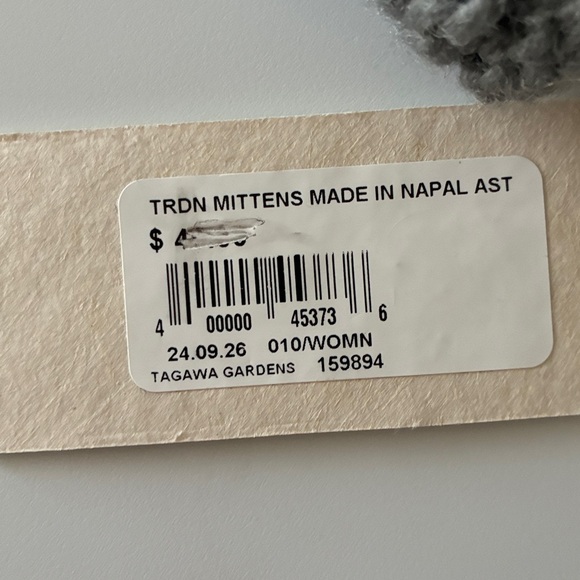 TRDN MITTENS MADE IN NAPAL AST
$
4 00000 45373 6
24.09.26 010/WOMN
TAGAWA GARDENS 159894